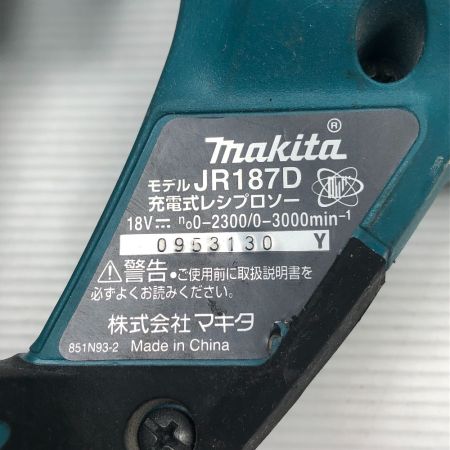 makita®
モデル JR187D
充電式レシプロソー
18V⎓ n₀0-2300/0-3000min⁻¹
0953130 Y
⚠警告・ご使用前に取扱説明書を
必ずよくお読みください。
株式会社 マキタ
851N93-2 Made in China